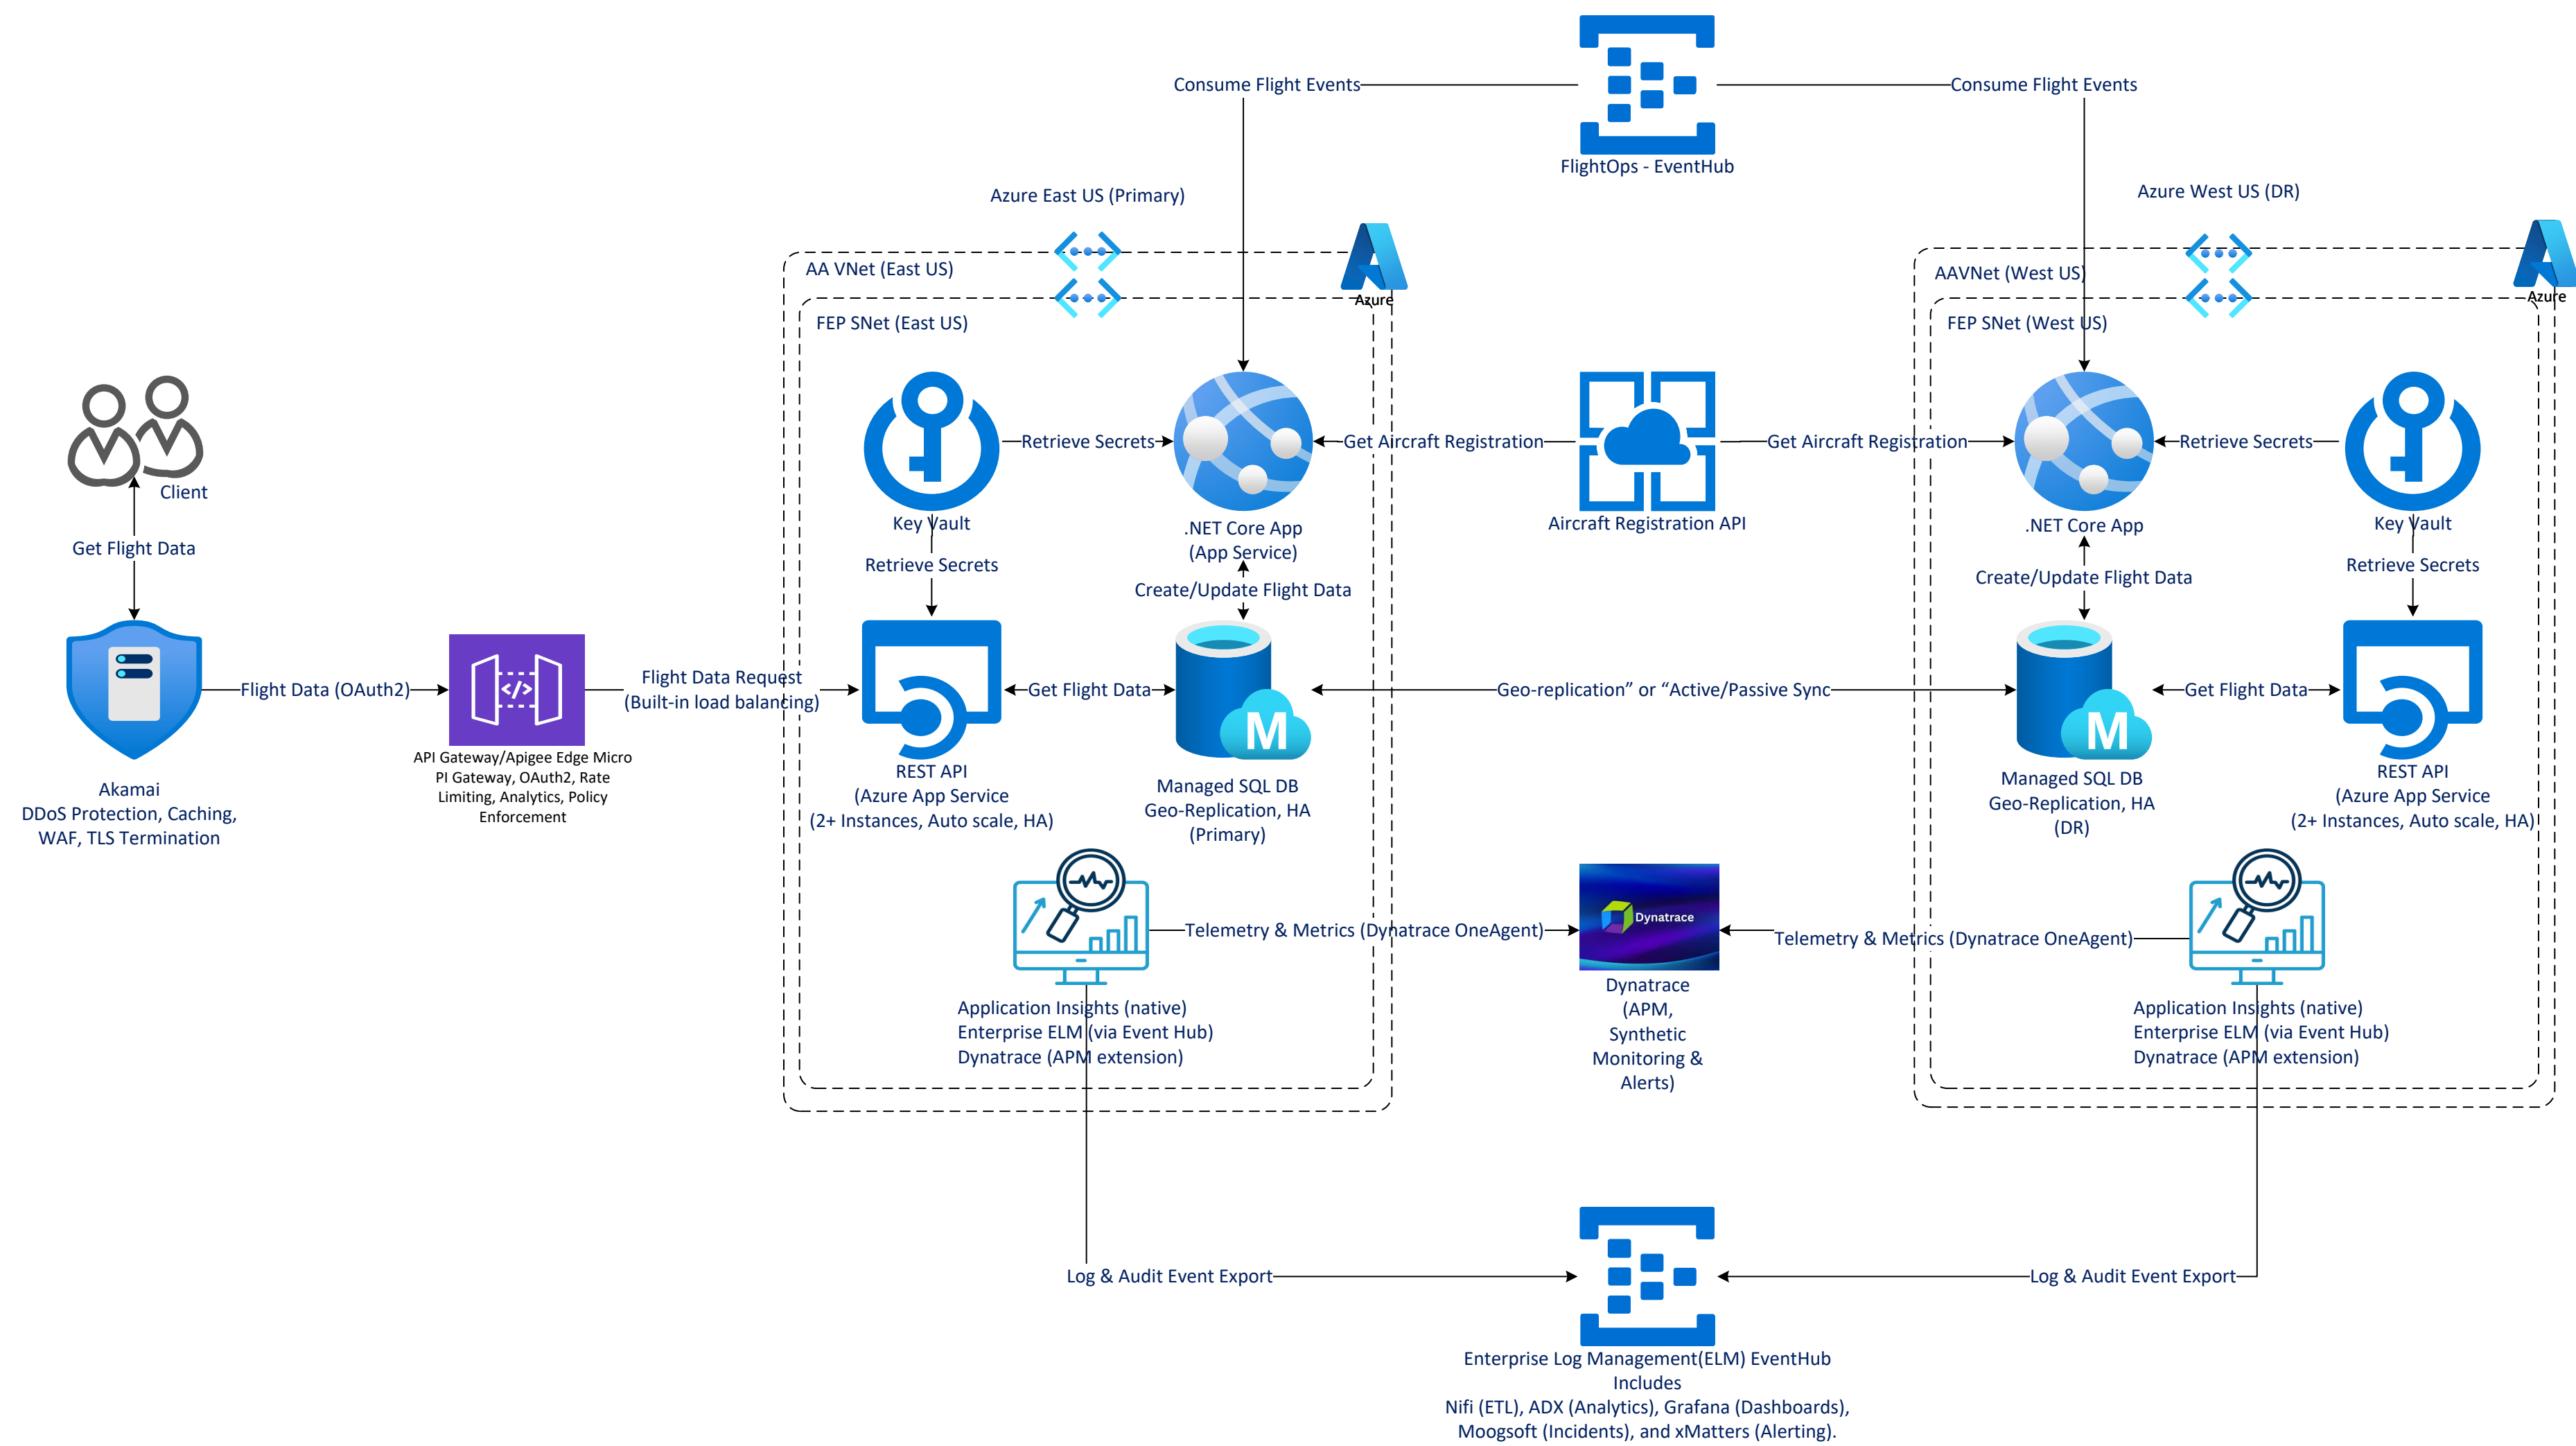 Consume Flight Events
Consume Flight Events
FlightOps - EventHub
Azure East US (Primary)
Azure West US (DR)
AA VNet (East US)
Azure
FEP SNet (East US)
AAVNet (West US)
Azure
FEP SNet (West US)
Client
Get Flight Data
Retrieve Secrets
Get Aircraft Registration
Get Aircraft Registration
Retrieve Secrets
Key Vault
.NET Core App
(App Service)
Aircraft Registration API
.NET Core App
Key Vault
Retrieve Secrets
Create/Update Flight Data
Create/Update Flight Data
Retrieve Secrets
Flight Data (OAuth2)
Flight Data Request
(Built-in load balancing)
Get Flight Data
Geo-replication” or “Active/Passive Sync
Get Flight Data
Akamai
DDoS Protection, Caching,
WAF, TLS Termination
API Gateway/Apigee Edge Micro
PI Gateway, OAuth2, Rate
Limiting, Analytics, Policy
Enforcement
REST API
(Azure App Service
(2+ Instances, Auto scale, HA)
Managed SQL DB
Geo-Replication, HA
(Primary)
Managed SQL DB
Geo-Replication, HA
(DR)
REST API
(Azure App Service
(2+ Instances, Auto scale, HA)
M
M
Telemetry & Metrics (Dynatrace OneAgent)
Dynatrace
Telemetry & Metrics (Dynatrace OneAgent)
Application Insights (native)
Enterprise ELM (via Event Hub)
Dynatrace (APM extension)
Dynatrace
(APM,
Synthetic
Monitoring &
Alerts)
Application Insights (native)
Enterprise ELM (via Event Hub)
Dynatrace (APM extension)
Log & Audit Event Export
Log & Audit Event Export
Enterprise Log Management(ELM) EventHub
Includes
Nifi (ETL), ADX (Analytics), Grafana (Dashboards),
Moogsoft (Incidents), and xMatters (Alerting).